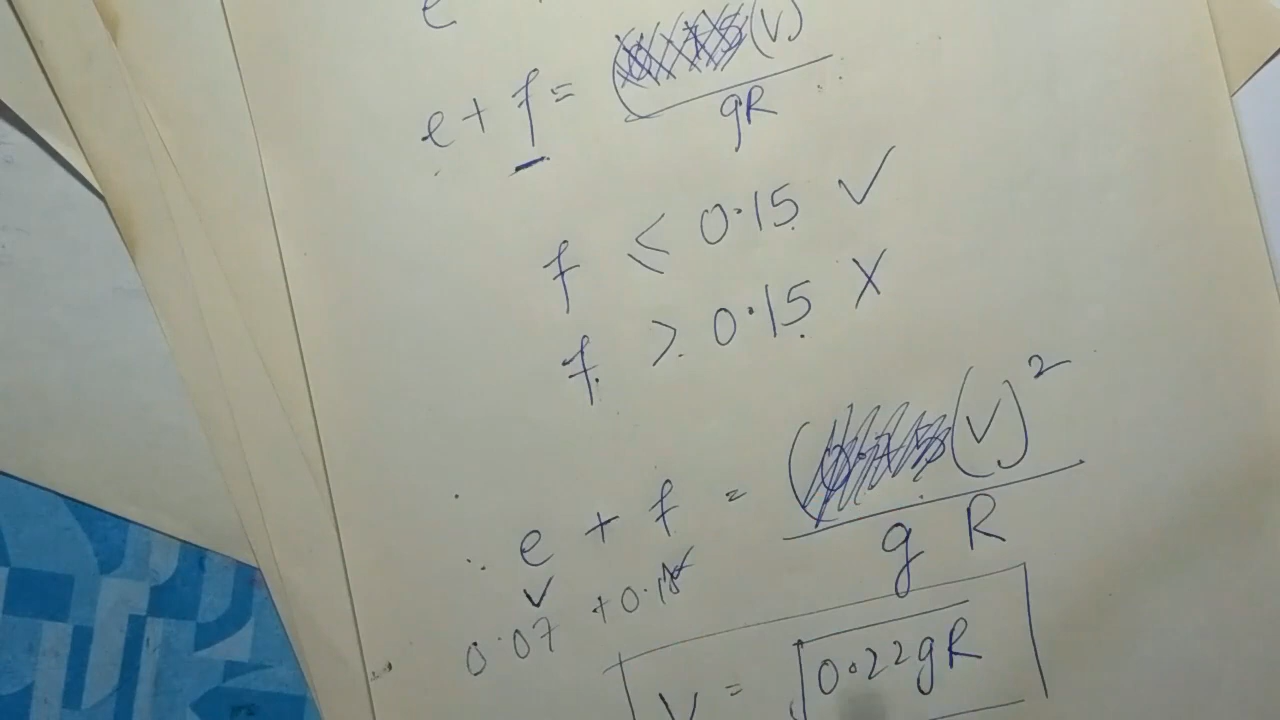 e
e + f = (V)
gR
f ≤ 0.15 ✓
f > 0.15 X
∴ e + f = (V)²
g R
0.07 + 0.15
V = √0.22gR